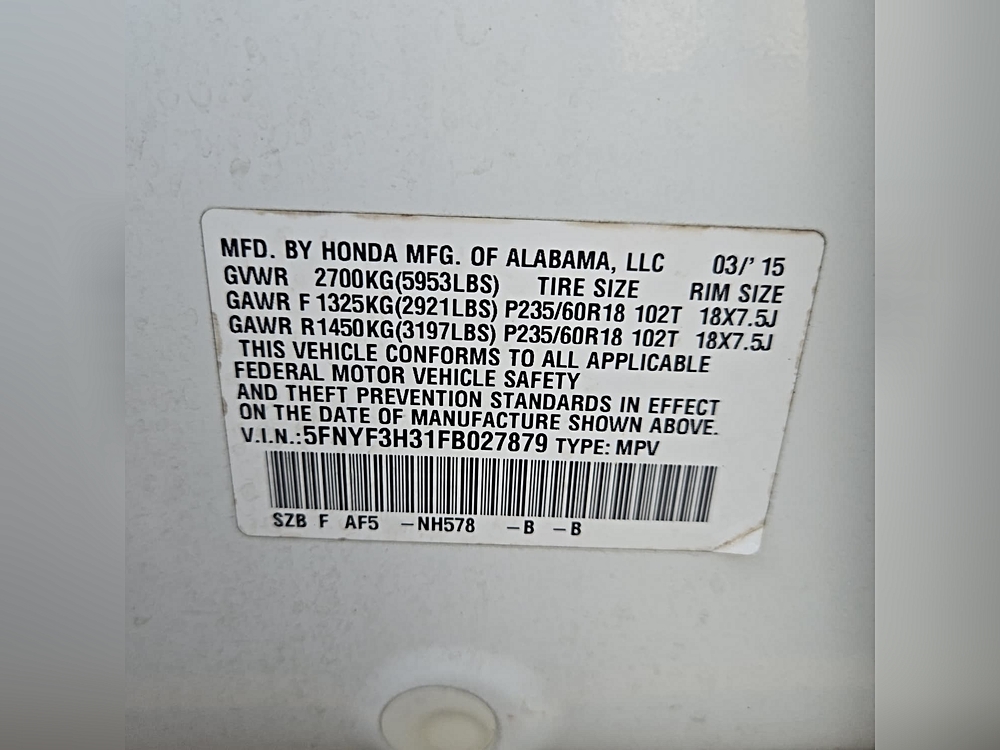 MFD. BY HONDA MFG. OF ALABAMA, LLC 03/' 15
GVWR 2700KG(5953LBS) TIRE SIZE RIM SIZE
GAWR F 1325KG(2921LBS) P235/60R18 102T 18X7.5J
GAWR R1450KG(3197LBS) P235/60R18 102T 18X7.5J
THIS VEHICLE CONFORMS TO ALL APPLICABLE
FEDERAL MOTOR VEHICLE SAFETY
AND THEFT PREVENTION STANDARDS IN EFFECT
ON THE DATE OF MANUFACTURE SHOWN ABOVE.
V.I.N.:5FNYF3H31FB027879 TYPE: MPV
SZB F AF5 –NH578 –B –B